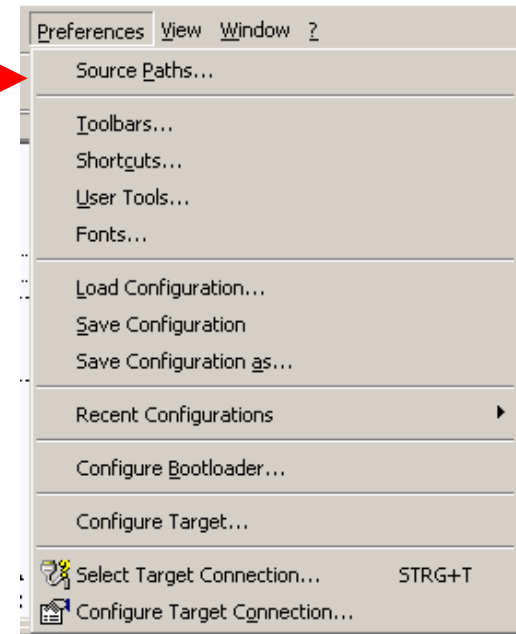 Preferences View Window ?
Source Paths...
Toolbars...
Shortcuts...
User Tools...
Fonts...
Load Configuration...
Save Configuration
Save Configuration as...
Recent Configurations
Configure Bootloader...
Configure Target...
Select Target Connection... STRG+T
Configure Target Connection...